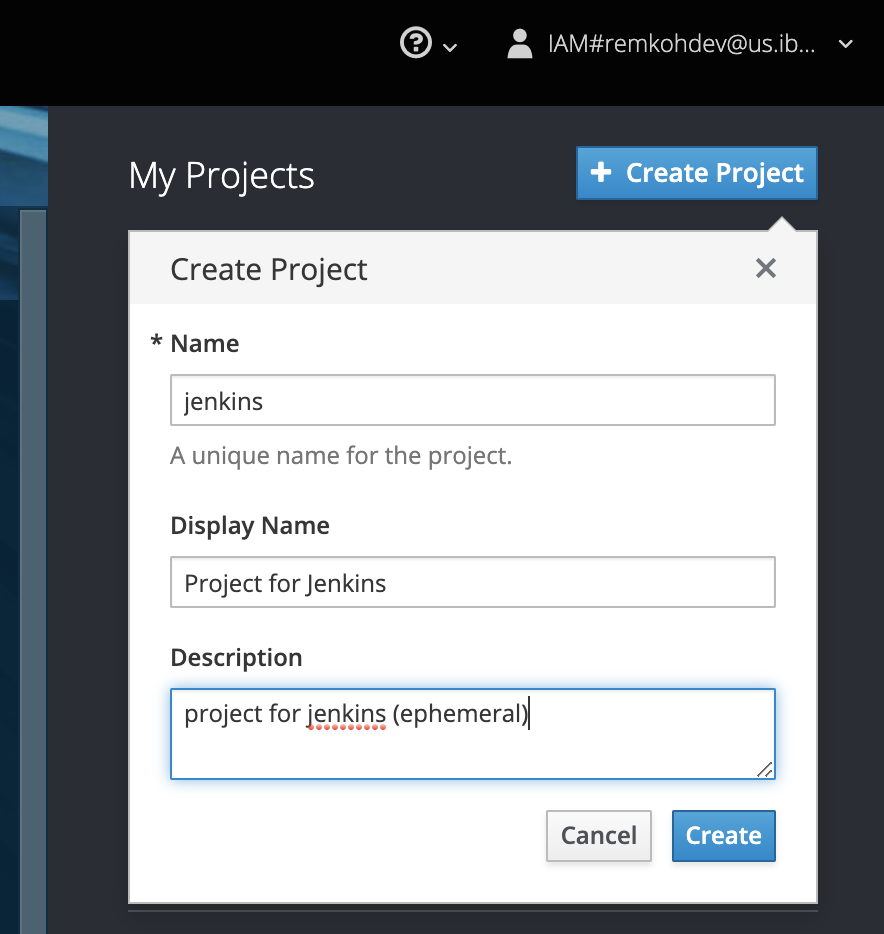 IAM#remkohdev@us.ib...
My Projects
+ Create Project
Create Project
* Name
jenkins
A unique name for the project.
Display Name
Project for Jenkins
Description
project for jenkins (ephemeral)
Cancel
Create